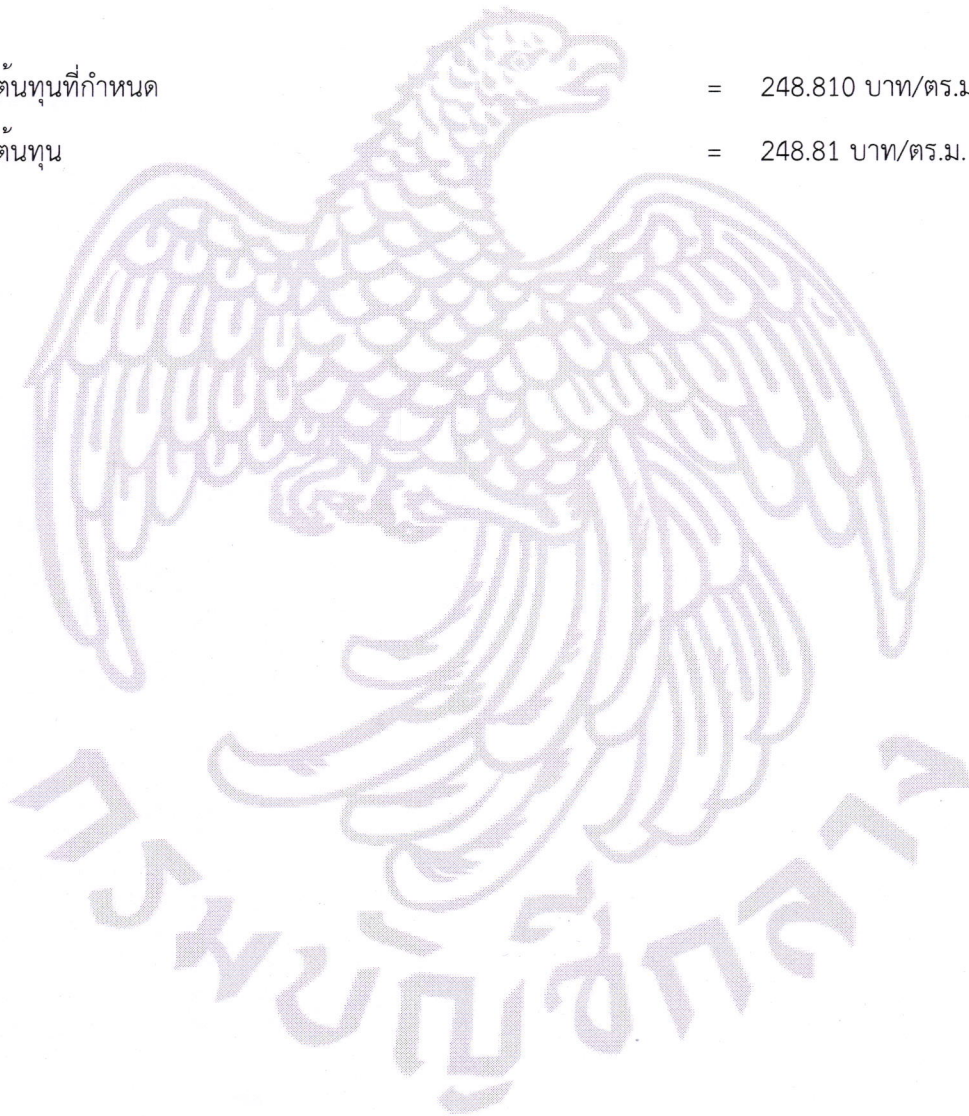 ต้นทุนที่กำหนด = 248.810 บาท/ตร.ม
ต้นทุน = 248.81 บาท/ตร.ม.
กรมบัญชีกลาง